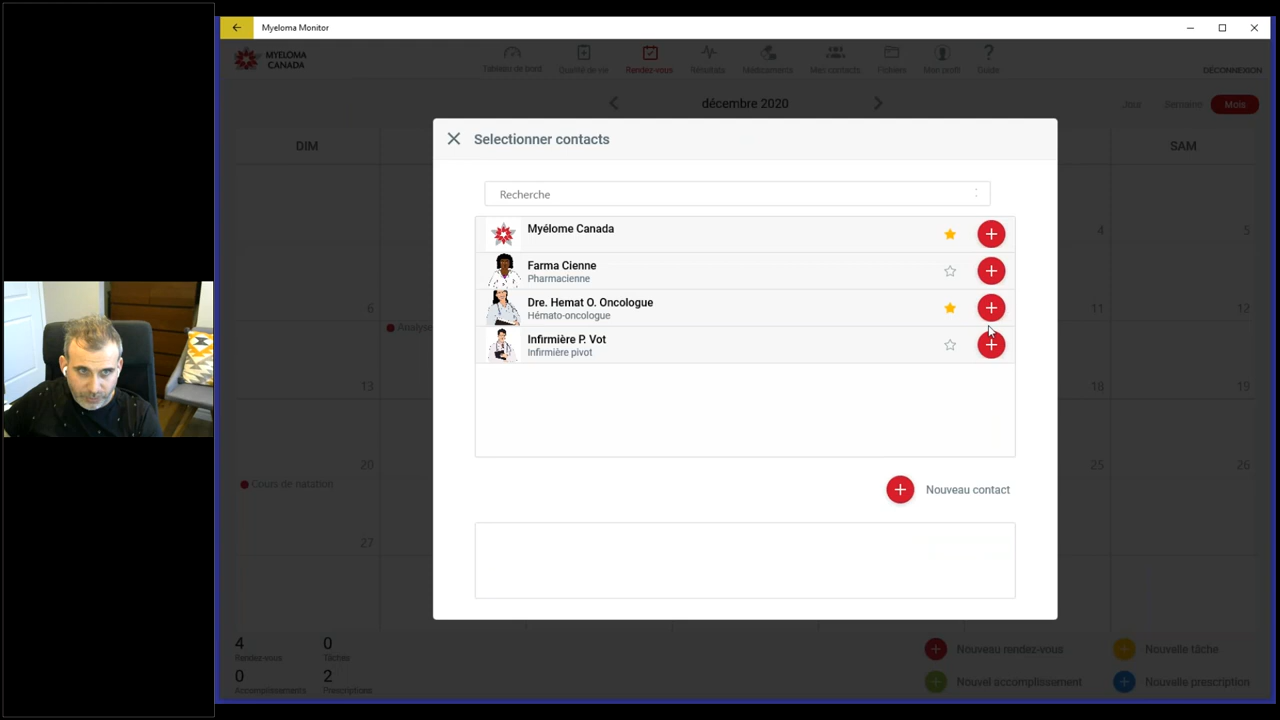 Myeloma Monitor
MYELOMA
CANADA
Tableau de bord
Qualité de vie
Rendez-vous
Résultats
Médicaments
Mes contacts
Fichiers
Mon profil
Guide
DÉCONNEXION
décembre 2020
Jour
Semaine
Mois
DIM
SAM
Selectionner contacts
Recherche
Myélome Canada
Farma Cienne
Pharmacienne
Dre. Hemat O. Oncologue
Hémato-oncologue
Infirmière P. Vot
Infirmière pivot
4
5
6
Analyse
11
12
13
18
19
20
Cours de natation
25
26
27
Nouveau contact
4
Rendez-vous
0
Tâches
0
Accomplissements
2
Prescriptions
Nouveau rendez-vous
Nouvelle tâche
Nouvel accomplissement
Nouvelle prescription